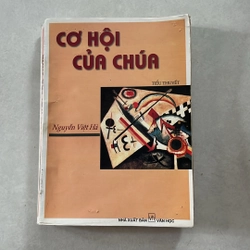 CƠ HỘI
CỦA CHÚA
TIỂU THUYẾT
Nguyễn Việt Hà
NHÀ XUẤT BẢN VĂN HỌC